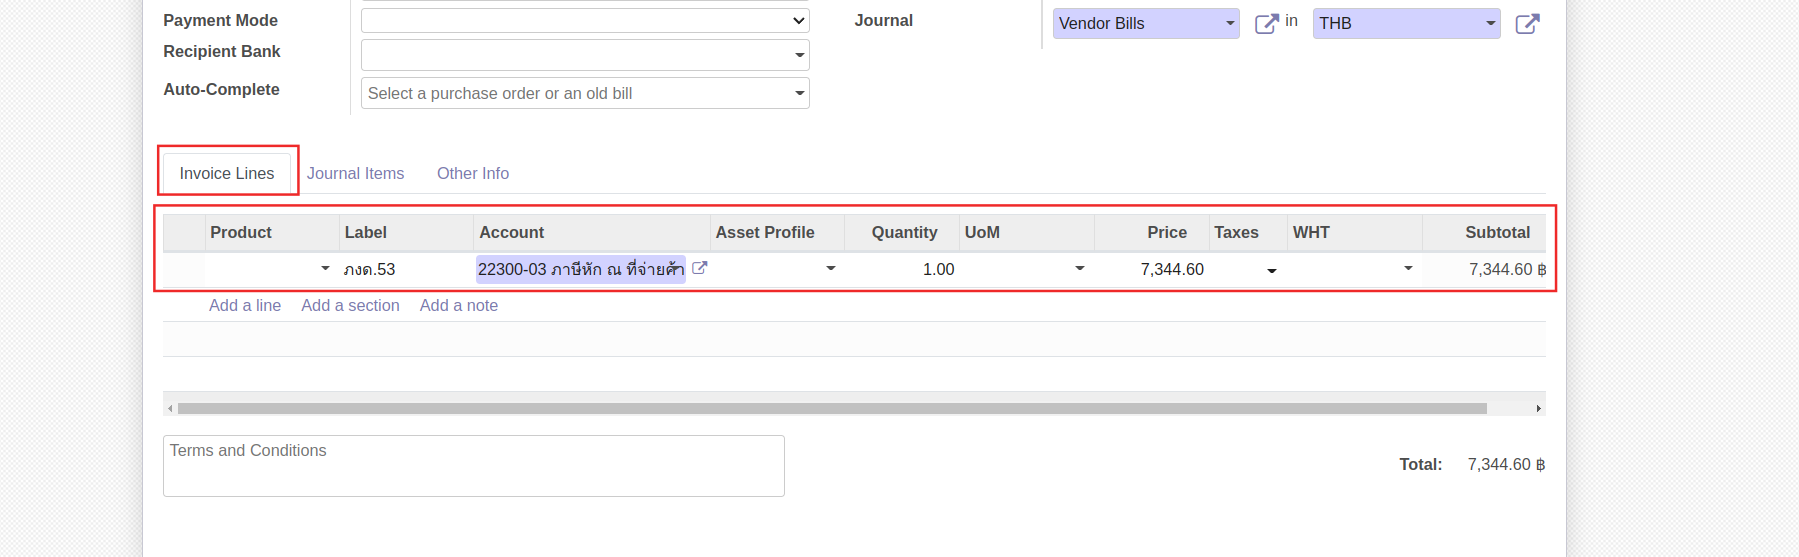 Payment Mode
Journal
Vendor Bills
in
THB
Recipient Bank
Auto-Complete
Select a purchase order or an old bill
Invoice Lines
Journal Items
Other Info
Product
Label
Account
Asset Profile
Quantity
UoM
Price
Taxes
WHT
Subtotal
ภงด.53
22300-03 ภาษีหัก ณ ที่จ่ายค้า
1.00
7,344.60
7,344.60 ฿
Add a line
Add a section
Add a note
Terms and Conditions
Total:
7,344.60 ฿